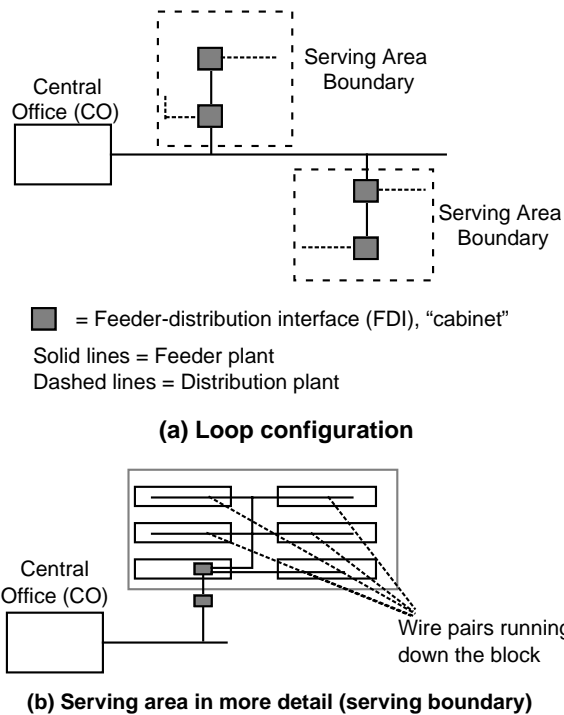 Central
Office (CO)
Serving Area
Boundary
Serving Area
Boundary
= Feeder-distribution interface (FDI), “cabinet”
Solid lines = Feeder plant
Dashed lines = Distribution plant
(a) Loop configuration
Central
Office (CO)
Wire pairs running
down the block
(b) Serving area in more detail (serving boundary)